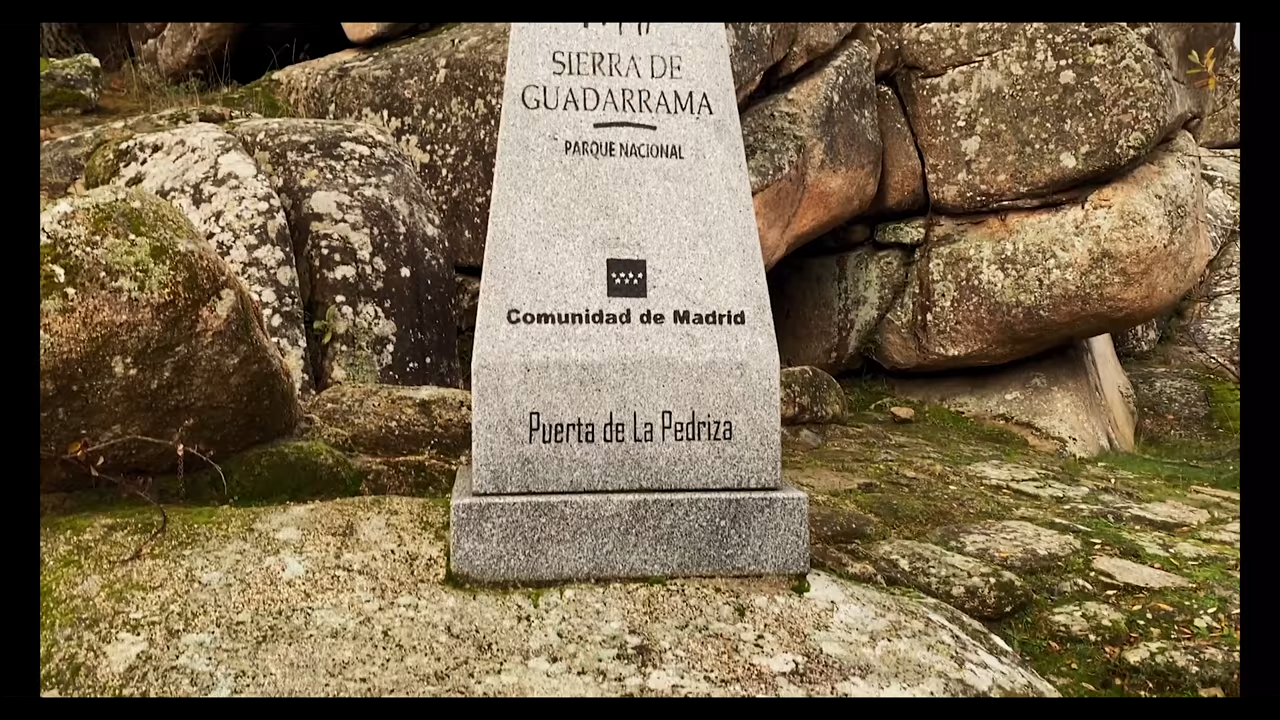 SIERRA DE
GUADARRAMA
PARQUE NACIONAL
Comunidad de Madrid
Puerta de La Pedriza